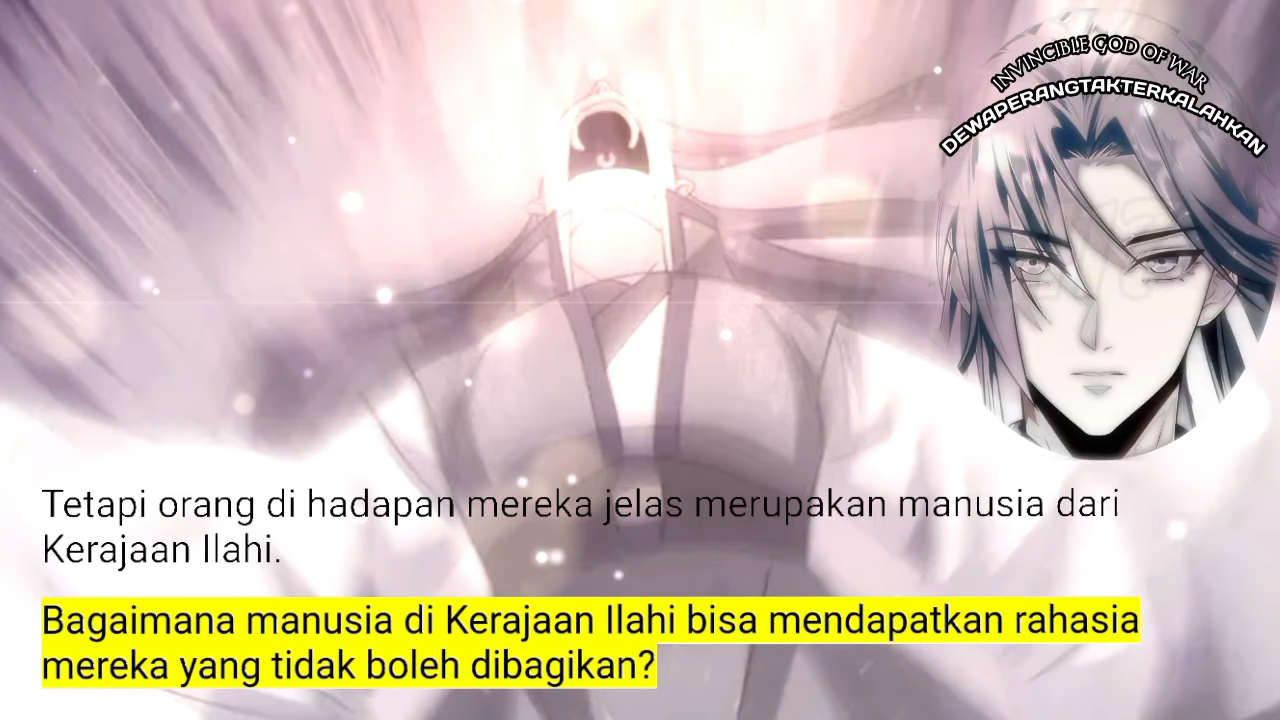 INVINCIBLE GOD OF WAR
DEWAPERANGTAKTERKALAHKAN
Tetapi orang di hadapan mereka jelas merupakan manusia dari
Kerajaan Ilahi.
Bagaimana manusia di Kerajaan Ilahi bisa mendapatkan rahasia
mereka yang tidak boleh dibagikan?